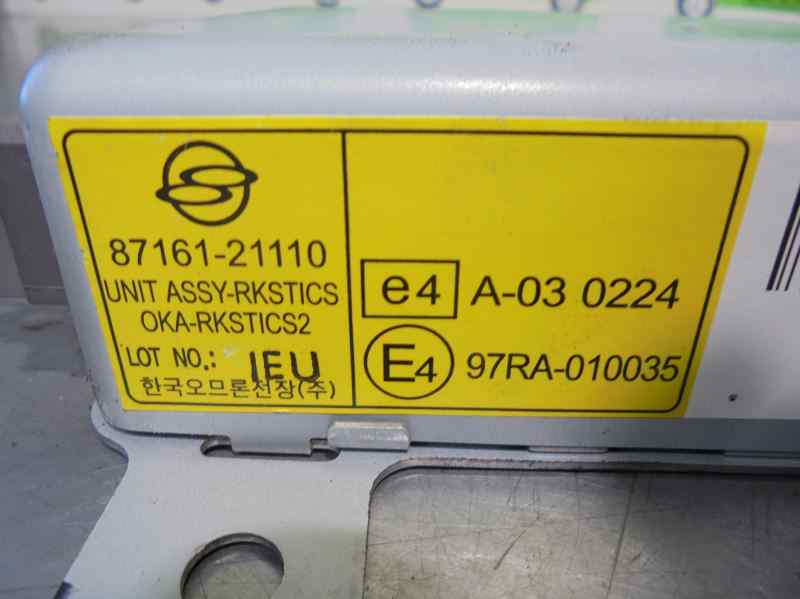 87161-21110
UNIT ASSY-RKSTICS
OKA-RKSTICS2
LOT NO.: IEU
한국오므론전장(주)
e4 A-03 0224
E4 97RA-010035